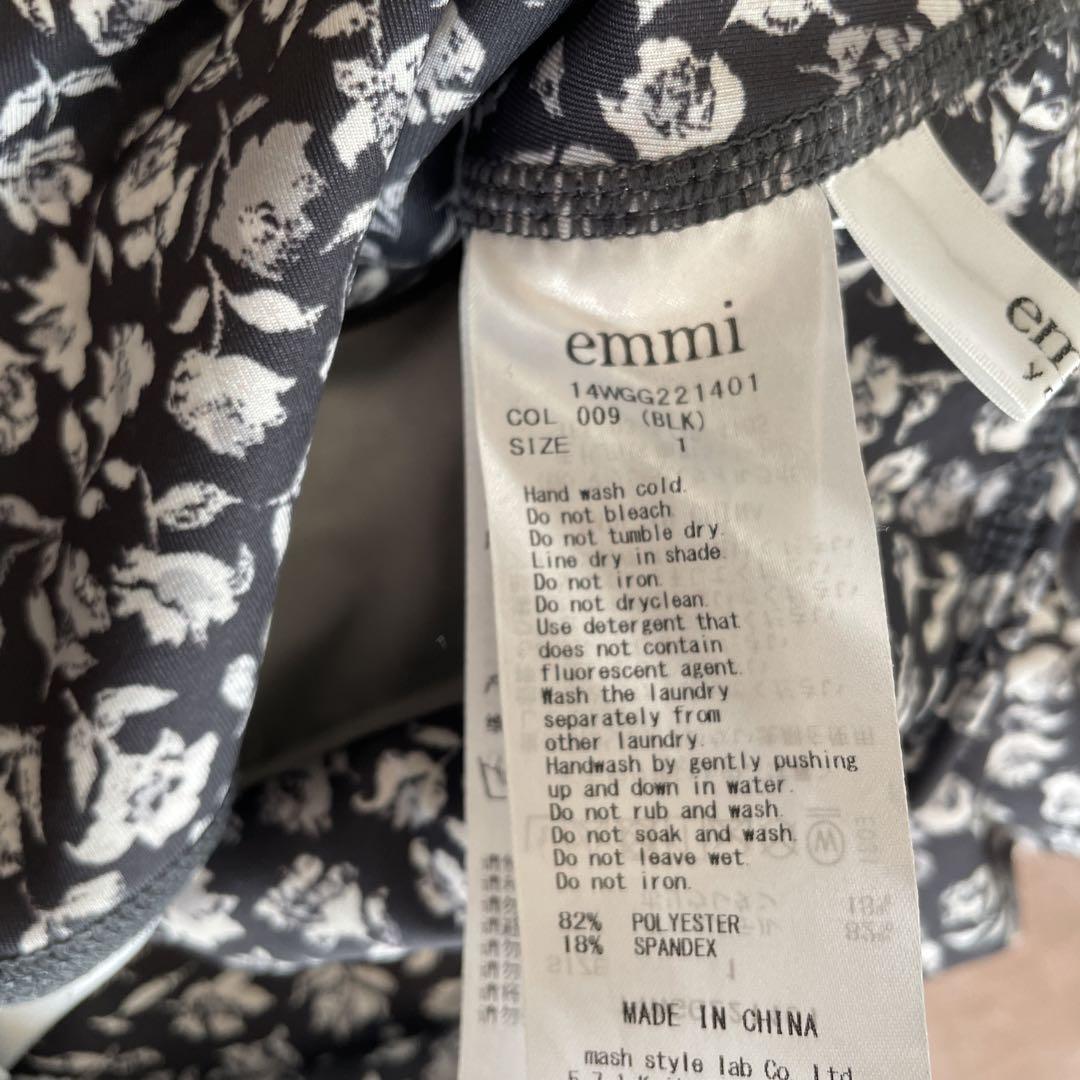 emmi
14WGG221401
COL 009 (BLK)
SIZE 1
Hand wash cold.
Do not bleach.
Do not tumble dry.
Line dry in shade.
Do not iron.
Do not dryclean.
Use detergent that
does not contain
fluorescent agent.
Wash the laundry
separately from
other laundry.
Handwash by gently pushing
up and down in water.
Do not rub and wash.
Do not soak and wash.
Do not leave wet.
Do not iron.
82% POLYESTER
18% SPANDEX
MADE IN CHINA
mash style lab Co., Ltd.
em